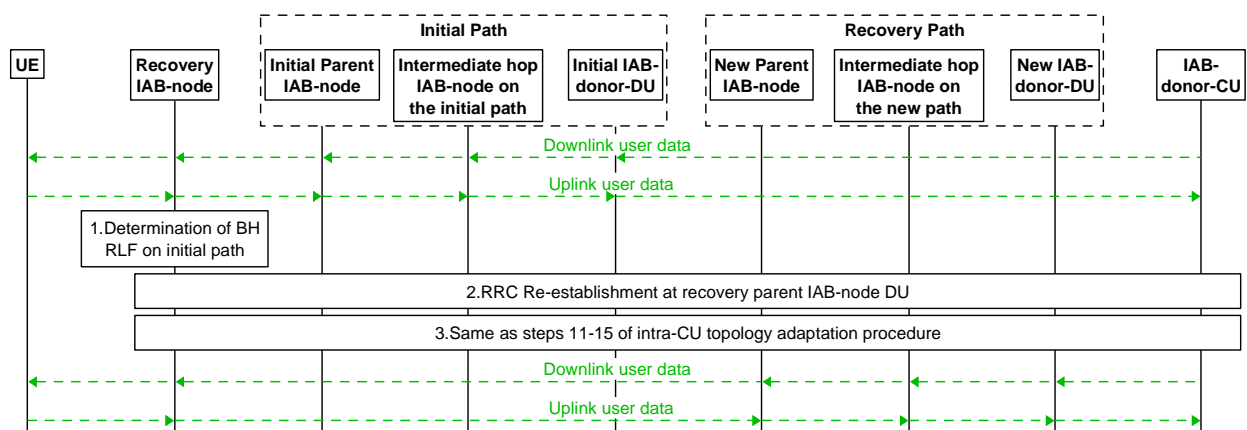 Initial Path
Recovery Path
UE
Recovery
IAB-node
Initial Parent
IAB-node
Intermediate hop
IAB-node on
the initial path
Initial IAB-
donor-DU
New Parent
IAB-node
Intermediate hop
IAB-node on
the new path
New IAB-
donor-DU
IAB-
donor-CU
Downlink user data
Uplink user data
1.Determination of BH
RLF on initial path
2.RRC Re-establishment at recovery parent IAB-node DU
3.Same as steps 11-15 of intra-CU topology adaptation procedure
Downlink user data
Uplink user data